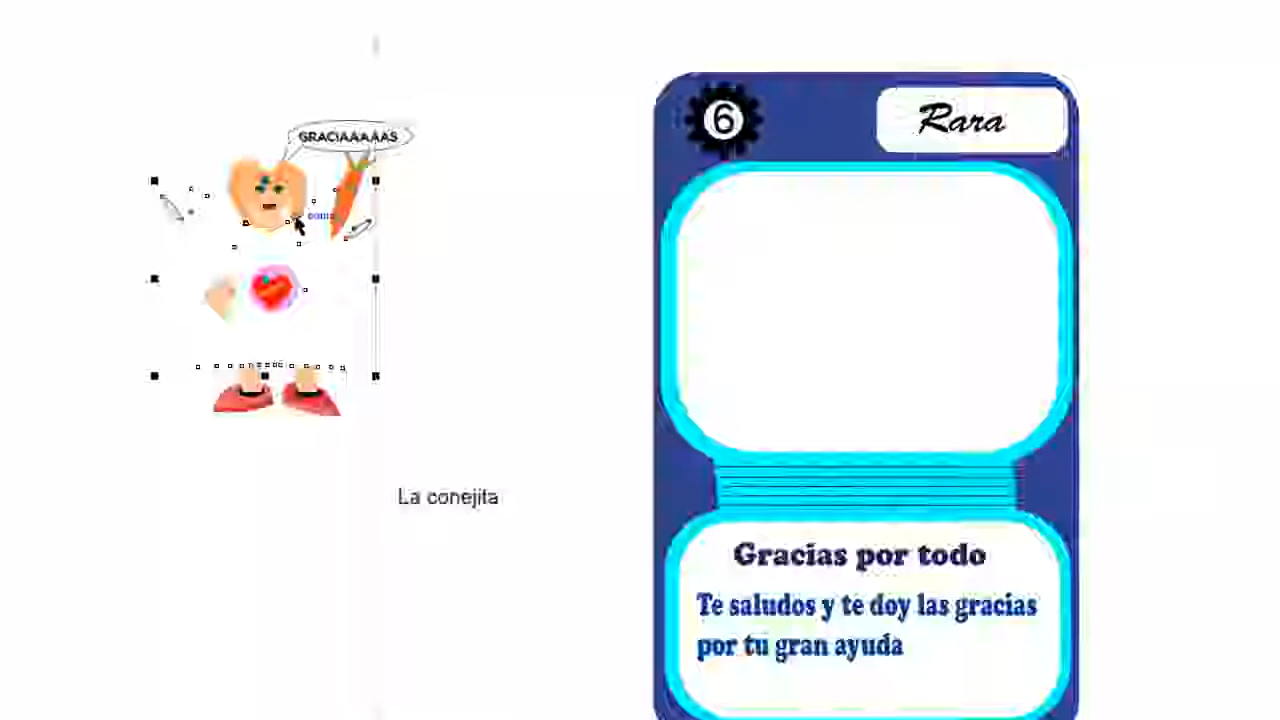 GRACIAAAAAS
6
Rara
La conejita
Gracias por todo
Te saludos y te doy las gracias
por tu gran ayuda